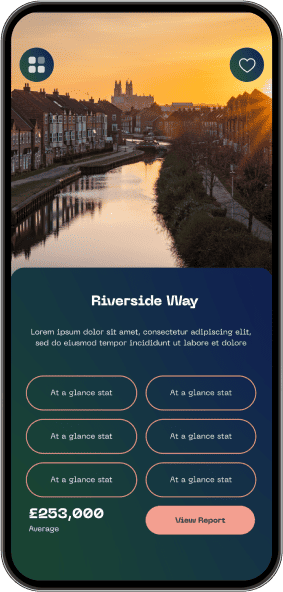 Riverside Way
Lorem ipsum dolor sit amet, consectetur adipiscing elit,
sed do eiusmod tempor incididunt ut labore et dolore
At a glance stat
At a glance stat
At a glance stat
At a glance stat
At a glance stat
At a glance stat
£253,000
Average
View Report